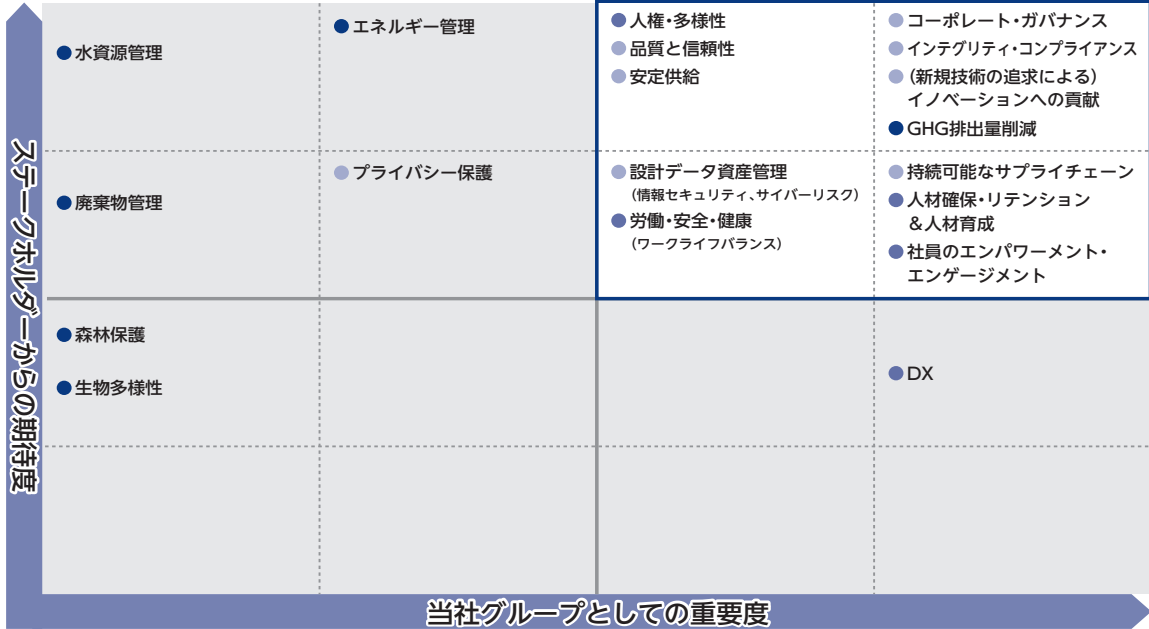 ステークホルダーからの期待度
水資源管理
エネルギー管理
人権・多様性
品質と信頼性
安定供給
コーポレート・ガバナンス
インテグリティ・コンプライアンス
(新規技術の追求による)
イノベーションへの貢献
GHG排出量削減
廃棄物管理
プライバシー保護
設計データ資産管理
(情報セキュリティ、サイバーリスク)
労働・安全・健康
(ワークライフバランス)
持続可能なサプライチェーン
人材確保・リテンション
&人材育成
社員のエンパワーメント・
エンゲージメント
森林保護
生物多様性
DX
当社グループとしての重要度